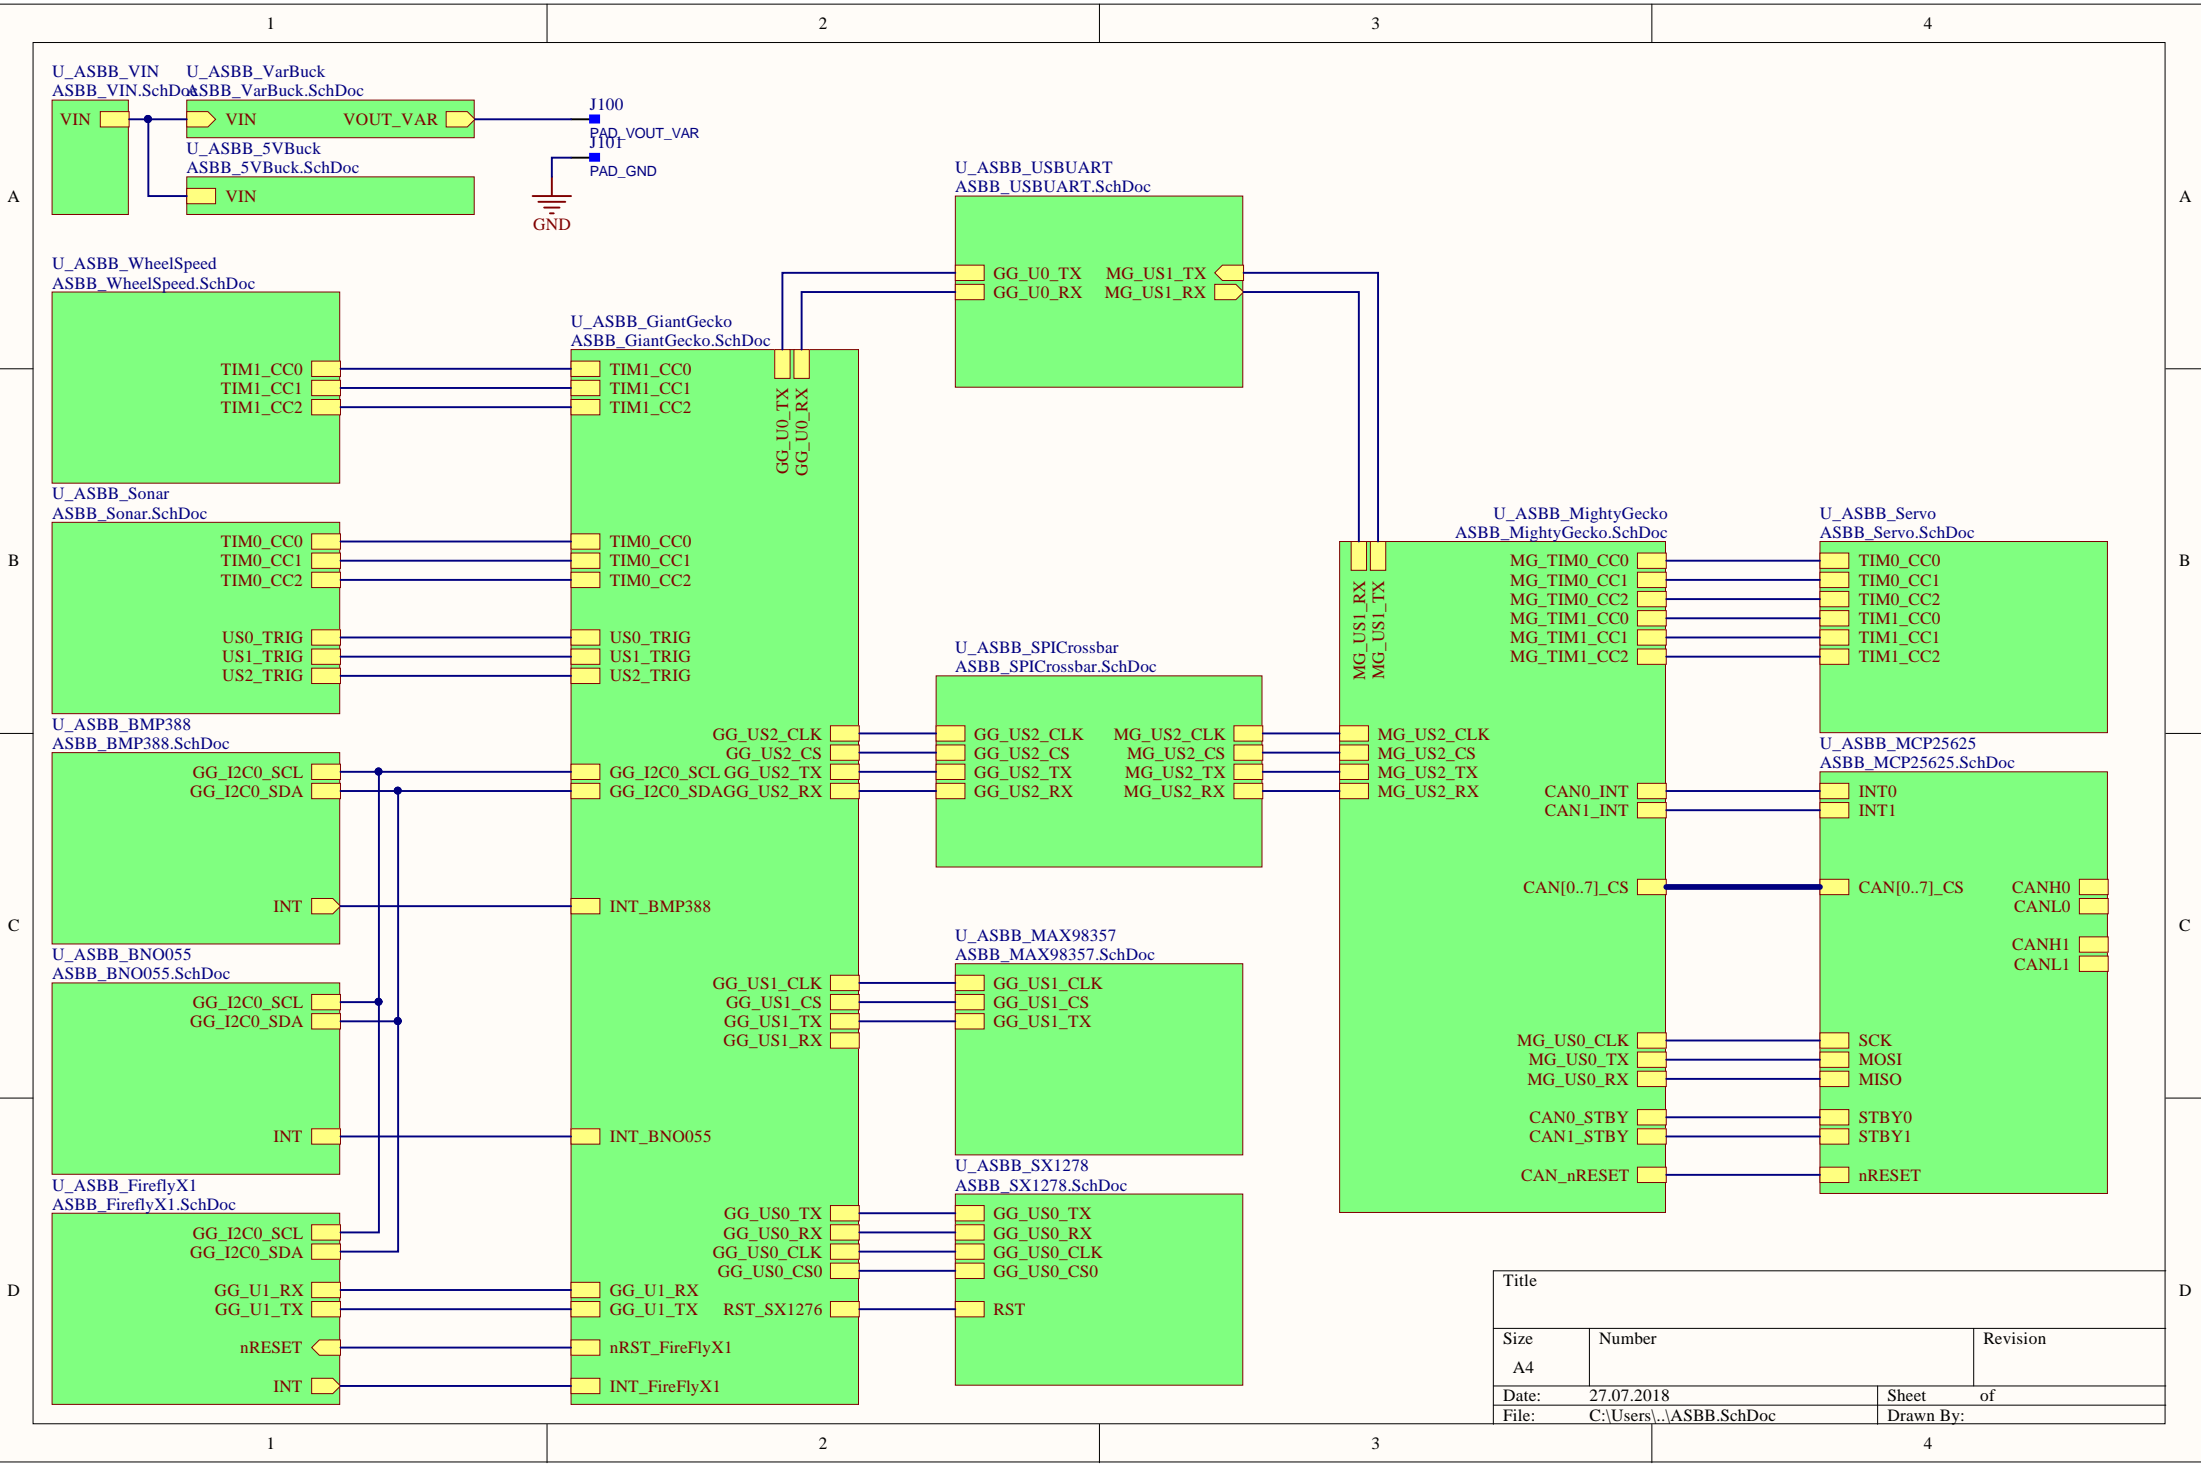 1 2 3 4
A
B
C
D
A
B
C
D
U_ASBB_VIN
ASBB_VIN.SchDoc
VIN
U_ASBB_VarBuck
ASBB_VarBuck.SchDoc
VIN VOUT_VAR
U_ASBB_5VBuck
ASBB_5VBuck.SchDoc
VIN
J100
PAD_VOUT_VAR
J101
PAD_GND
GND
U_ASBB_WheelSpeed
ASBB_WheelSpeed.SchDoc
TIM1_CC0
TIM1_CC1
TIM1_CC2
U_ASBB_Sonar
ASBB_Sonar.SchDoc
TIM0_CC0
TIM0_CC1
TIM0_CC2
US0_TRIG
US1_TRIG
US2_TRIG
U_ASBB_BMP388
ASBB_BMP388.SchDoc
GG_I2C0_SCL
GG_I2C0_SDA
INT
U_ASBB_BNO055
ASBB_BNO055.SchDoc
GG_I2C0_SCL
GG_I2C0_SDA
INT
U_ASBB_FireflyX1
ASBB_FireflyX1.SchDoc
GG_I2C0_SCL
GG_I2C0_SDA
GG_U1_RX
GG_U1_TX
nRESET
INT
U_ASBB_GiantGecko
ASBB_GiantGecko.SchDoc
GG_U0_TX
GG_U0_RX
TIM1_CC0
TIM1_CC1
TIM1_CC2
TIM0_CC0
TIM0_CC1
TIM0_CC2
US0_TRIG
US1_TRIG
US2_TRIG
GG_US2_CLK
GG_US2_CS
GG_I2C0_SCL GG_US2_TX
GG_I2C0_SDA GG_US2_RX
INT_BMP388
GG_US1_CLK
GG_US1_CS
GG_US1_TX
GG_US1_RX
INT_BNO055
GG_US0_TX
GG_US0_RX
GG_US0_CLK
GG_US0_CS0
GG_U1_RX
GG_U1_TX RST_SX1276
nRST_FireFlyX1
INT_FireFlyX1
U_ASBB_USBUART
ASBB_USBUART.SchDoc
GG_U0_TX MG_US1_TX
GG_U0_RX MG_US1_RX
U_ASBB_SPICrossbar
ASBB_SPICrossbar.SchDoc
GG_US2_CLK MG_US2_CLK
GG_US2_CS MG_US2_CS
GG_US2_TX MG_US2_TX
GG_US2_RX MG_US2_RX
U_ASBB_MAX98357
ASBB_MAX98357.SchDoc
GG_US1_CLK
GG_US1_CS
GG_US1_TX
U_ASBB_SX1278
ASBB_SX1278.SchDoc
GG_US0_TX
GG_US0_RX
GG_US0_CLK
GG_US0_CS0
RST
U_ASBB_MightyGecko
ASBB_MightyGecko.SchDoc
MG_US1_RX
MG_US1_TX
MG_TIM0_CC0
MG_TIM0_CC1
MG_TIM0_CC2
MG_TIM1_CC0
MG_TIM1_CC1
MG_TIM1_CC2
MG_US2_CLK
MG_US2_CS
MG_US2_TX
MG_US2_RX
CAN0_INT
CAN1_INT
CAN[0..7]_CS
MG_US0_CLK
MG_US0_TX
MG_US0_RX
CAN0_STBY
CAN1_STBY
CAN_nRESET
U_ASBB_Servo
ASBB_Servo.SchDoc
TIM0_CC0
TIM0_CC1
TIM0_CC2
TIM1_CC0
TIM1_CC1
TIM1_CC2
U_ASBB_MCP25625
ASBB_MCP25625.SchDoc
INT0
INT1
CAN[0..7]_CS CANH0
CANL0
CANH1
CANL1
SCK
MOSI
MISO
STBY0
STBY1
nRESET
Title
Size Number Revision
A4
Date: 27.07.2018 Sheet of
File: C:\Users\..\ASBB.SchDoc Drawn By:
1 2 3 4